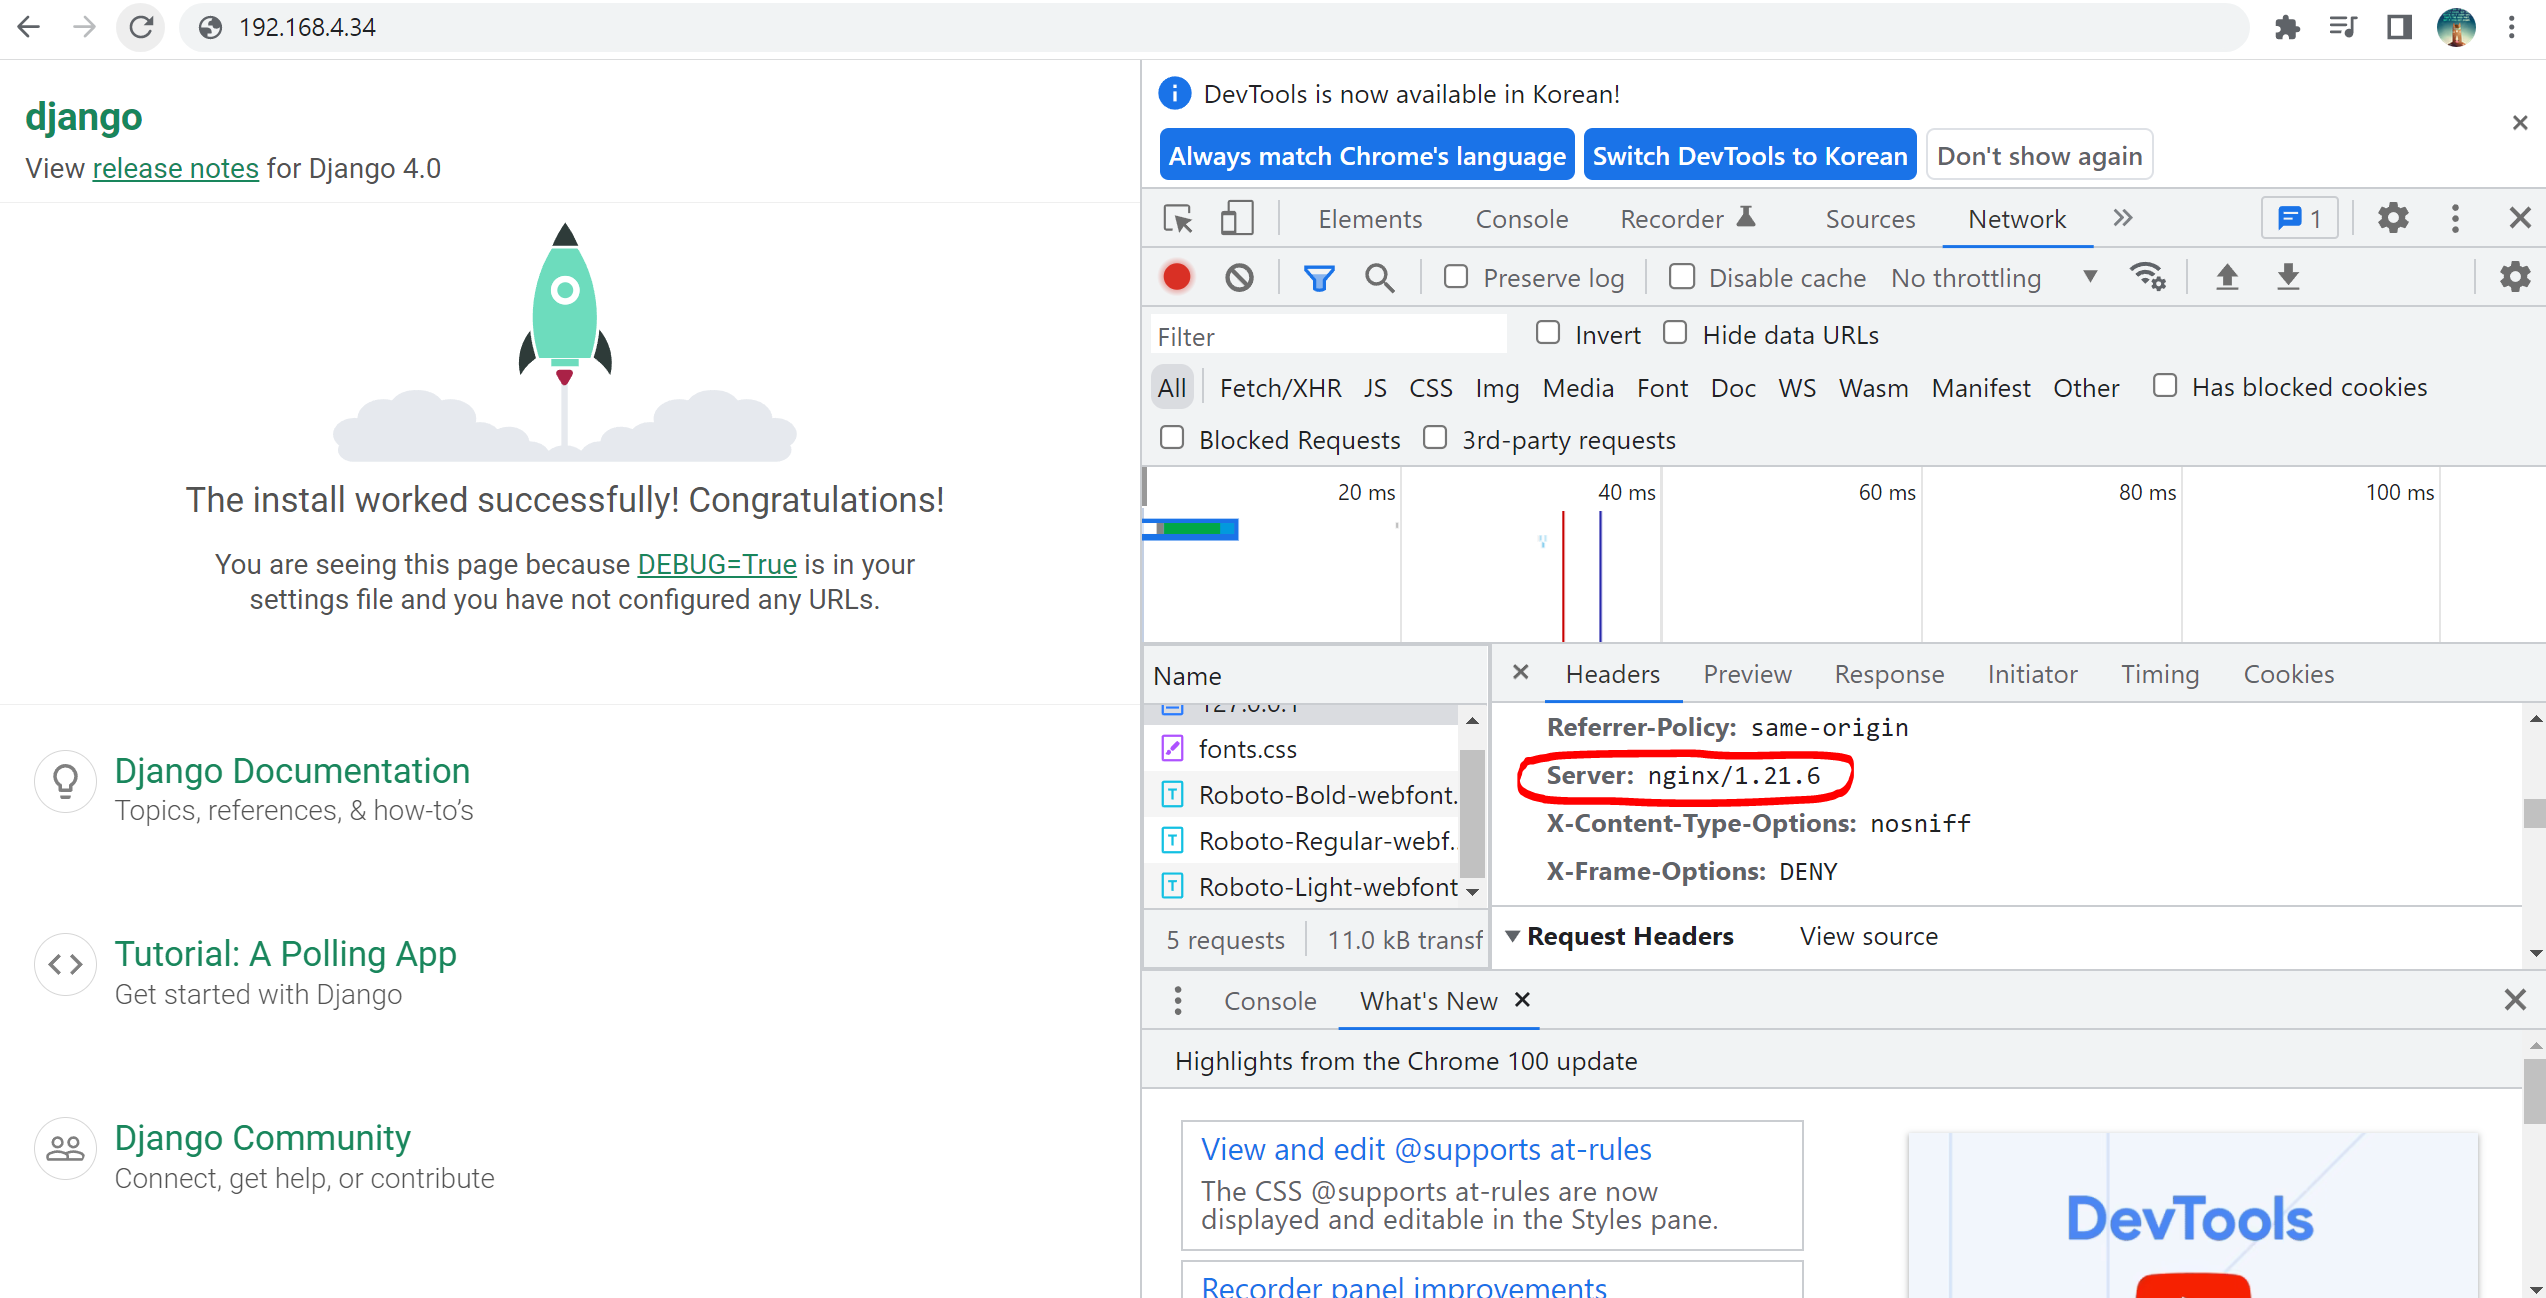 192.168.4.34
django
View release notes for Django 4.0
The install worked successfully! Congratulations!
You are seeing this page because DEBUG=True is in your
settings file and you have not configured any URLs.
Django Documentation
Topics, references, & how-to’s
Tutorial: A Polling App
Get started with Django
Django Community
Connect, get help, or contribute
DevTools is now available in Korean!
Always match Chrome's language Switch DevTools to Korean Don't show again
Elements Console Recorder Sources Network 1
Preserve log Disable cache No throttling
Filter Invert Hide data URLs
All Fetch/XHR JS CSS Img Media Font Doc WS Wasm Manifest Other Has blocked cookies
Blocked Requests 3rd-party requests
20 ms 40 ms 60 ms 80 ms 100 ms
Name
127.0.0.1
fonts.css
Roboto-Bold-webfont.
Roboto-Regular-webf..
Roboto-Light-webfont
5 requests 11.0 kB transf
Headers Preview Response Initiator Timing Cookies
Referrer-Policy: same-origin
Server: nginx/1.21.6
X-Content-Type-Options: nosniff
X-Frame-Options: DENY
Request Headers View source
Console What's New
Highlights from the Chrome 100 update
View and edit @supports at-rules
The CSS @supports at-rules are now
displayed and editable in the Styles pane.
Recorder panel improvements
DevTools